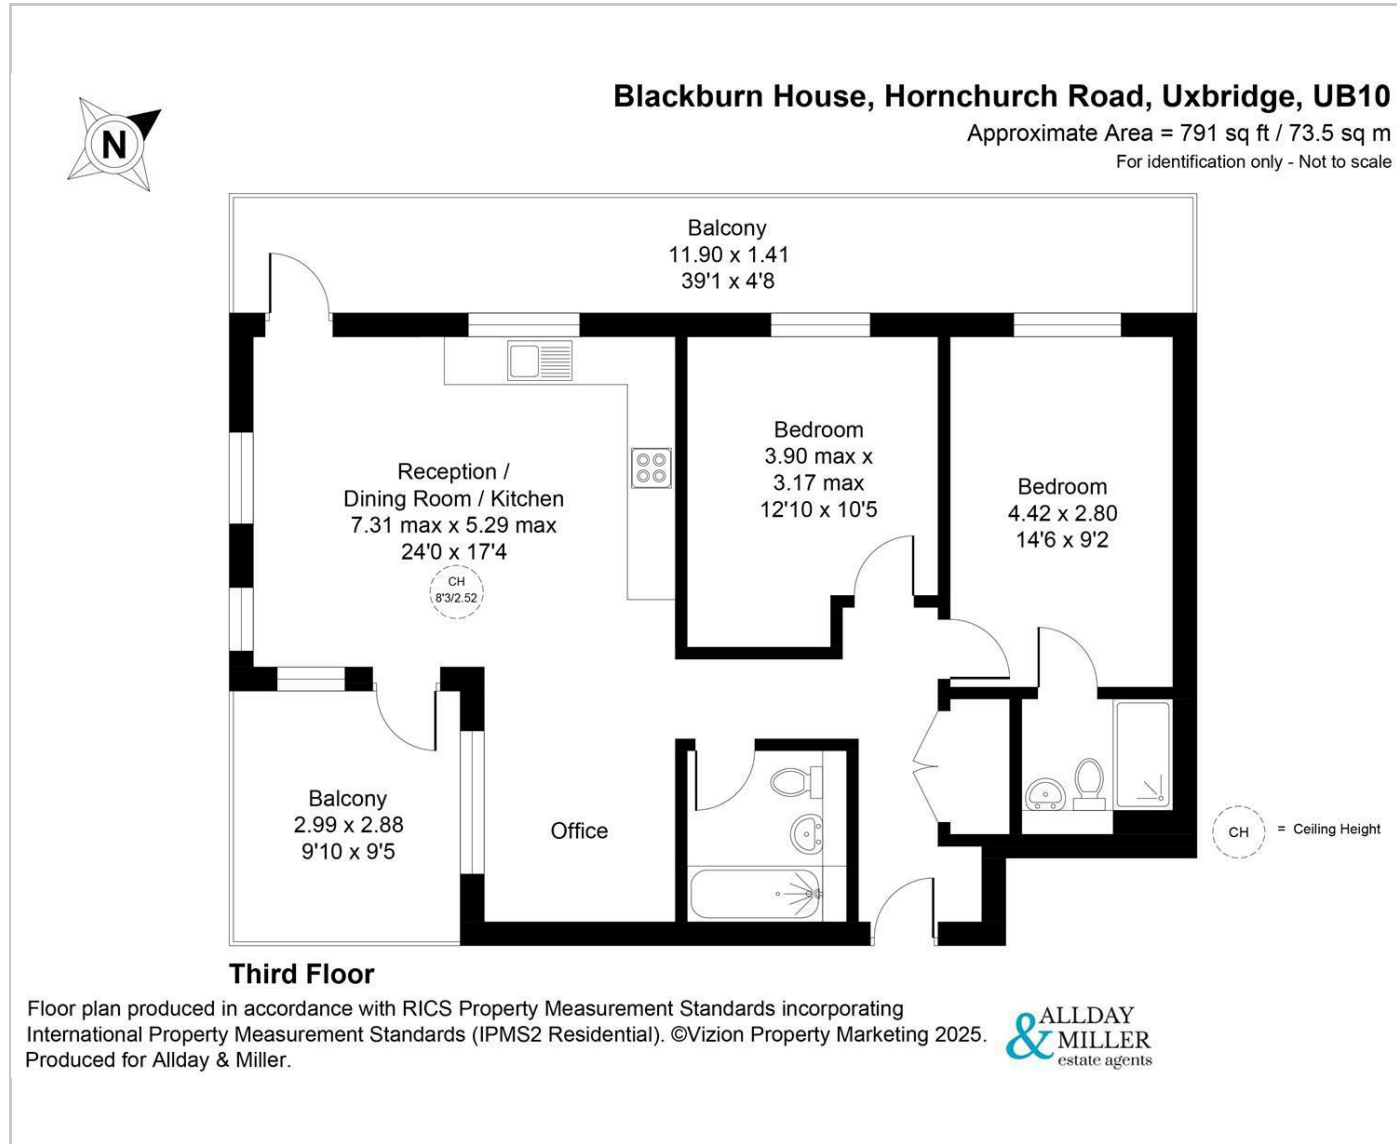 Blackburn House, Hornchurch Road, Uxbridge, UB10
Approximate Area = 791 sq ft / 73.5 sq m
For identification only - Not to scale
N
Balcony
11.90 x 1.41
39'1 x 4'8
Reception /
Dining Room / Kitchen
7.31 max x 5.29 max
24'0 x 17'4
CH
8'3/2.52
Bedroom
3.90 max x
3.17 max
12'10 x 10'5
Bedroom
4.42 x 2.80
14'6 x 9'2
Balcony
2.99 x 2.88
9'10 x 9'5
Office
CH = Ceiling Height
Third Floor
Floor plan produced in accordance with RICS Property Measurement Standards incorporating
International Property Measurement Standards (IPMS2 Residential). ©Vizion Property Marketing 2025.
Produced for Allday & Miller.
ALLDAY
& MILLER
estate agents